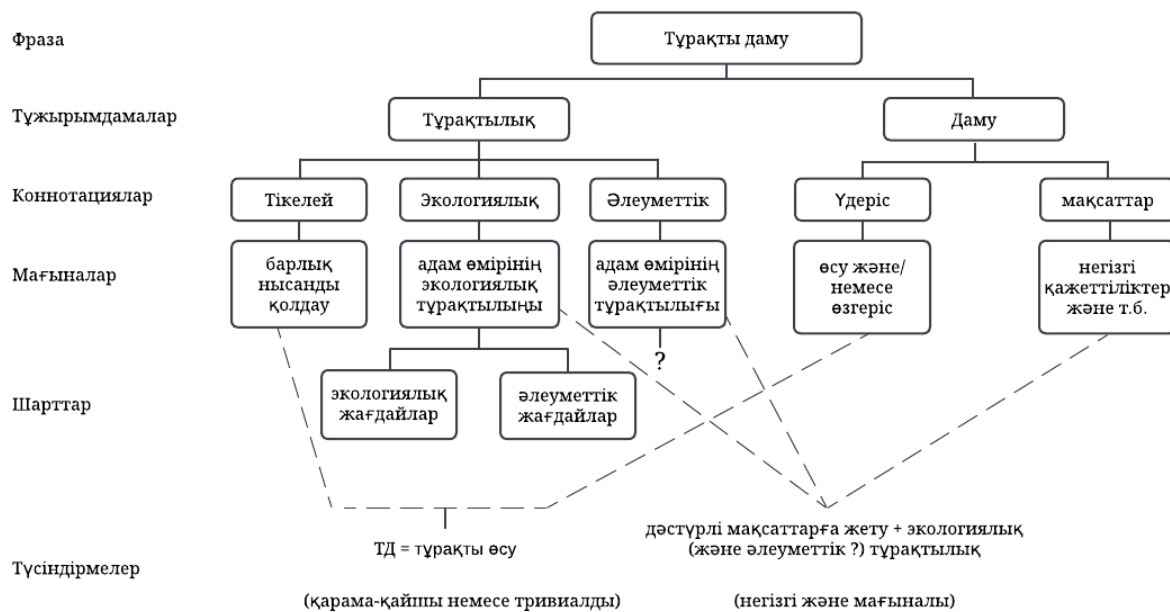 Фраза
Тұрақты даму
Тұжырымдамалар
Тұрақтылық
Даму
Коннотациялар
Тікелей
Экологиялық
Әлеуметтік
Үдеріс
мақсаттар
Мағыналар
барлық
нысанды
қолдау
адам өмірінің
экологиялық
тұрақтылыңы
адам өмірінің
әлеуметтік
тұрақтылығы
өсу және/
немесе
өзгеріс
негізгі
қажеттіліктер
және т.б.
?
Шарттар
экологиялық
жағдайлар
әлеуметтік
жағдайлар
Түсіндірмелер
ТД = тұрақты өсу
(қарама-қайшы немесе тривиалды)
дәстүрлі мақсаттарға жету + экологиялық
(және әлеуметтік ?) тұрақтылық
(негізгі және мағыналы)